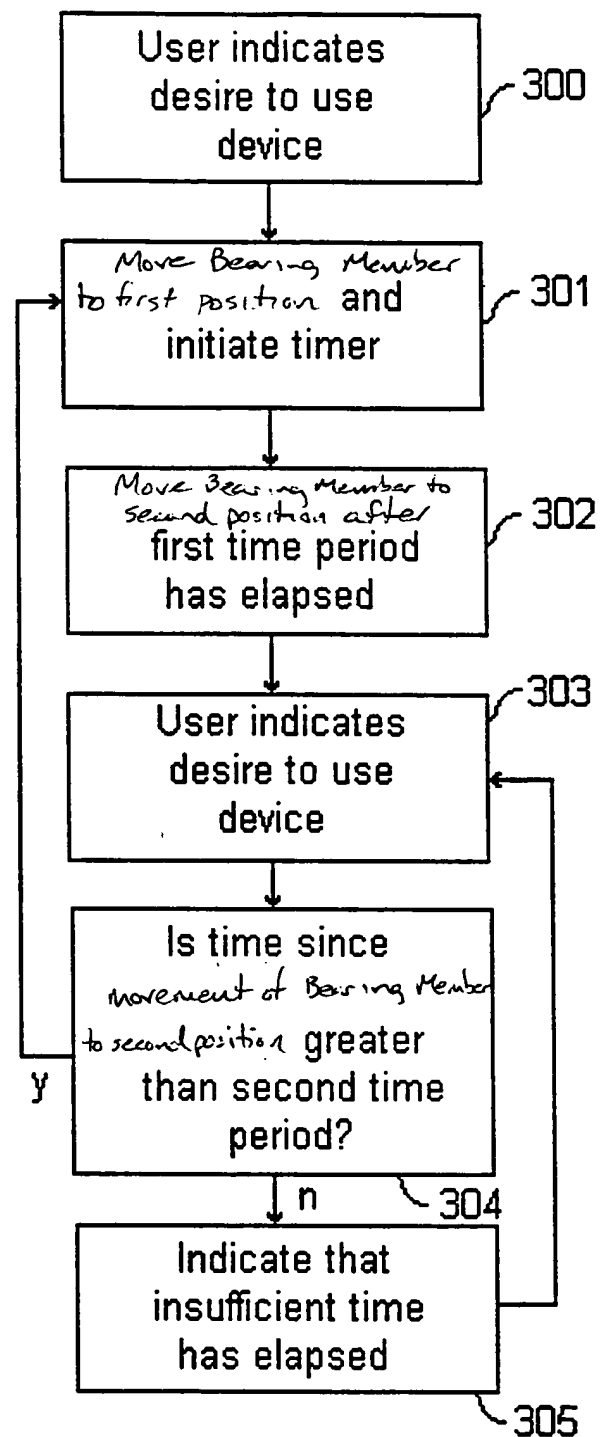 User indicates
desire to use
device
300
Move Bearing Member
to first position and
initiate timer
301
Move Bearing Member to
second position after
first time period
has elapsed
302
User indicates
desire to use
device
303
Is time since
movement of Bearing Member
to second position greater
than second time
period?
304
y
n
Indicate that
insufficient time
has elapsed
305